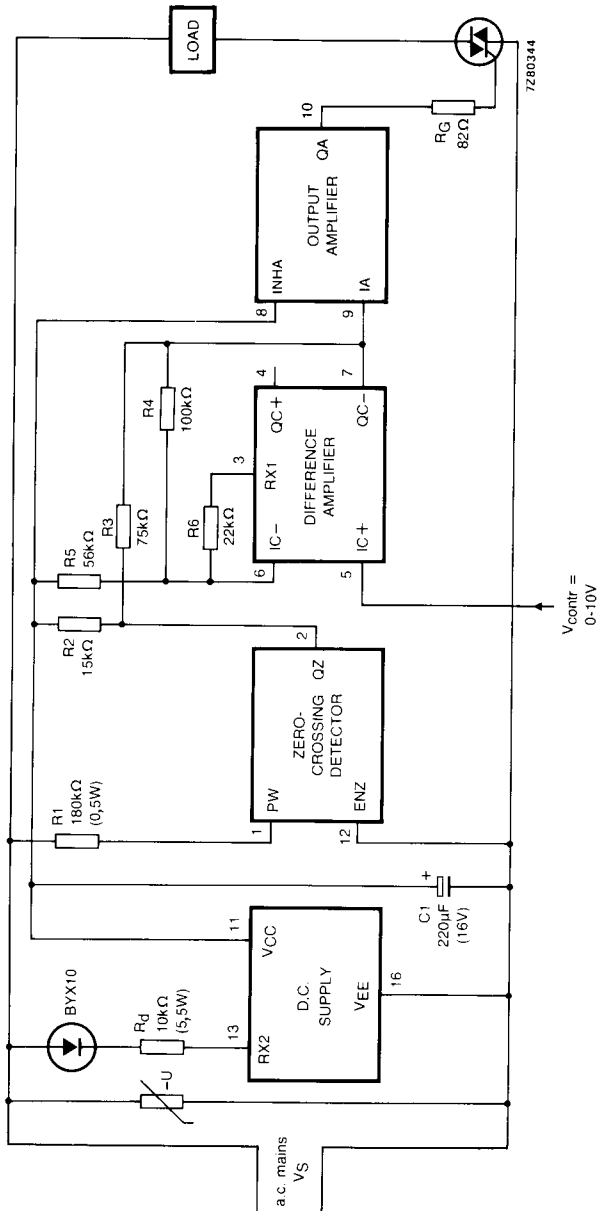 a.c. mains
VS
-U
BYX10
Rd
10kΩ
(5,5W)
13
RX2
11
VCC
D.C.
SUPPLY
VEE
16
C1
220μF
(16V)
+
R1
180kΩ
(0,5W)
1
PW
ZERO-
CROSSING
DETECTOR
ENZ
12
QZ
2
R2
15kΩ
R5
56kΩ
R3
75kΩ
R4
100kΩ
R6
22kΩ
3
RX1
6
IC−
4
QC+
DIFFERENCE
AMPLIFIER
IC+
5
QC−
7
Vcontr =
0-10V
8
INHA
OUTPUT
AMPLIFIER
IA
9
QA
10
RG
82Ω
LOAD
7Z80344